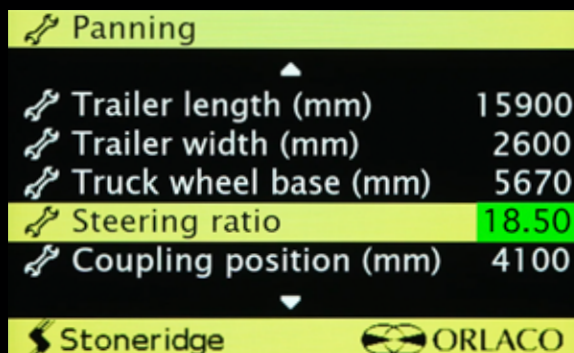 Panning
Trailer length (mm) 15900
Trailer width (mm) 2600
Truck wheel base (mm) 5670
Steering ratio 18.50
Coupling position (mm) 4100
Stoneridge ORLACO